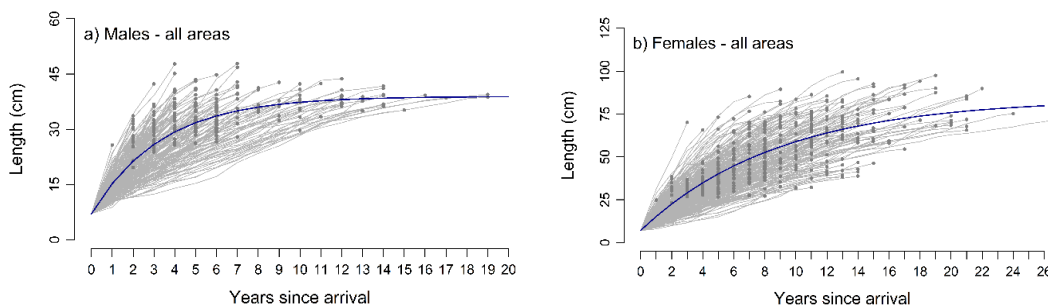 a) Males - all areas
Length (cm)
60
45
30
15
0
0 1 2 3 4 5 6 7 8 9 10 11 12 13 14 15 16 17 18 19 20
Years since arrival
b) Females - all areas
Length (cm)
125
100
75
50
25
0
0 2 4 6 8 10 12 14 16 18 20 22 24 26
Years since arrival